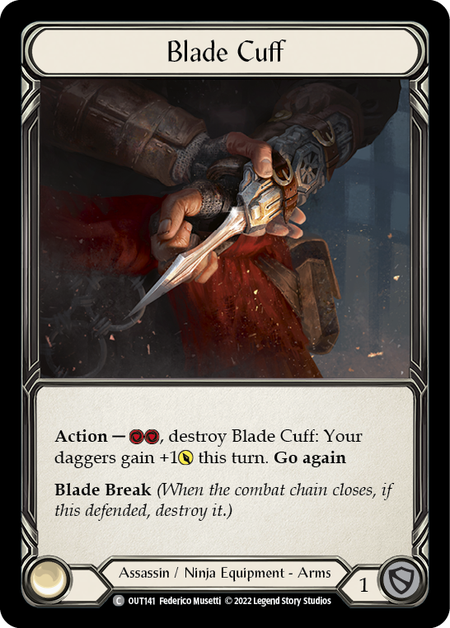 Blade Cuff
Action — , destroy Blade Cuff: Your
daggers gain +1 this turn. Go again
Blade Break (When the combat chain closes, if
this defended, destroy it.)
Assassin / Ninja Equipment - Arms
1
C OUT141 Federico Musetti © 2022 Legend Story Studios